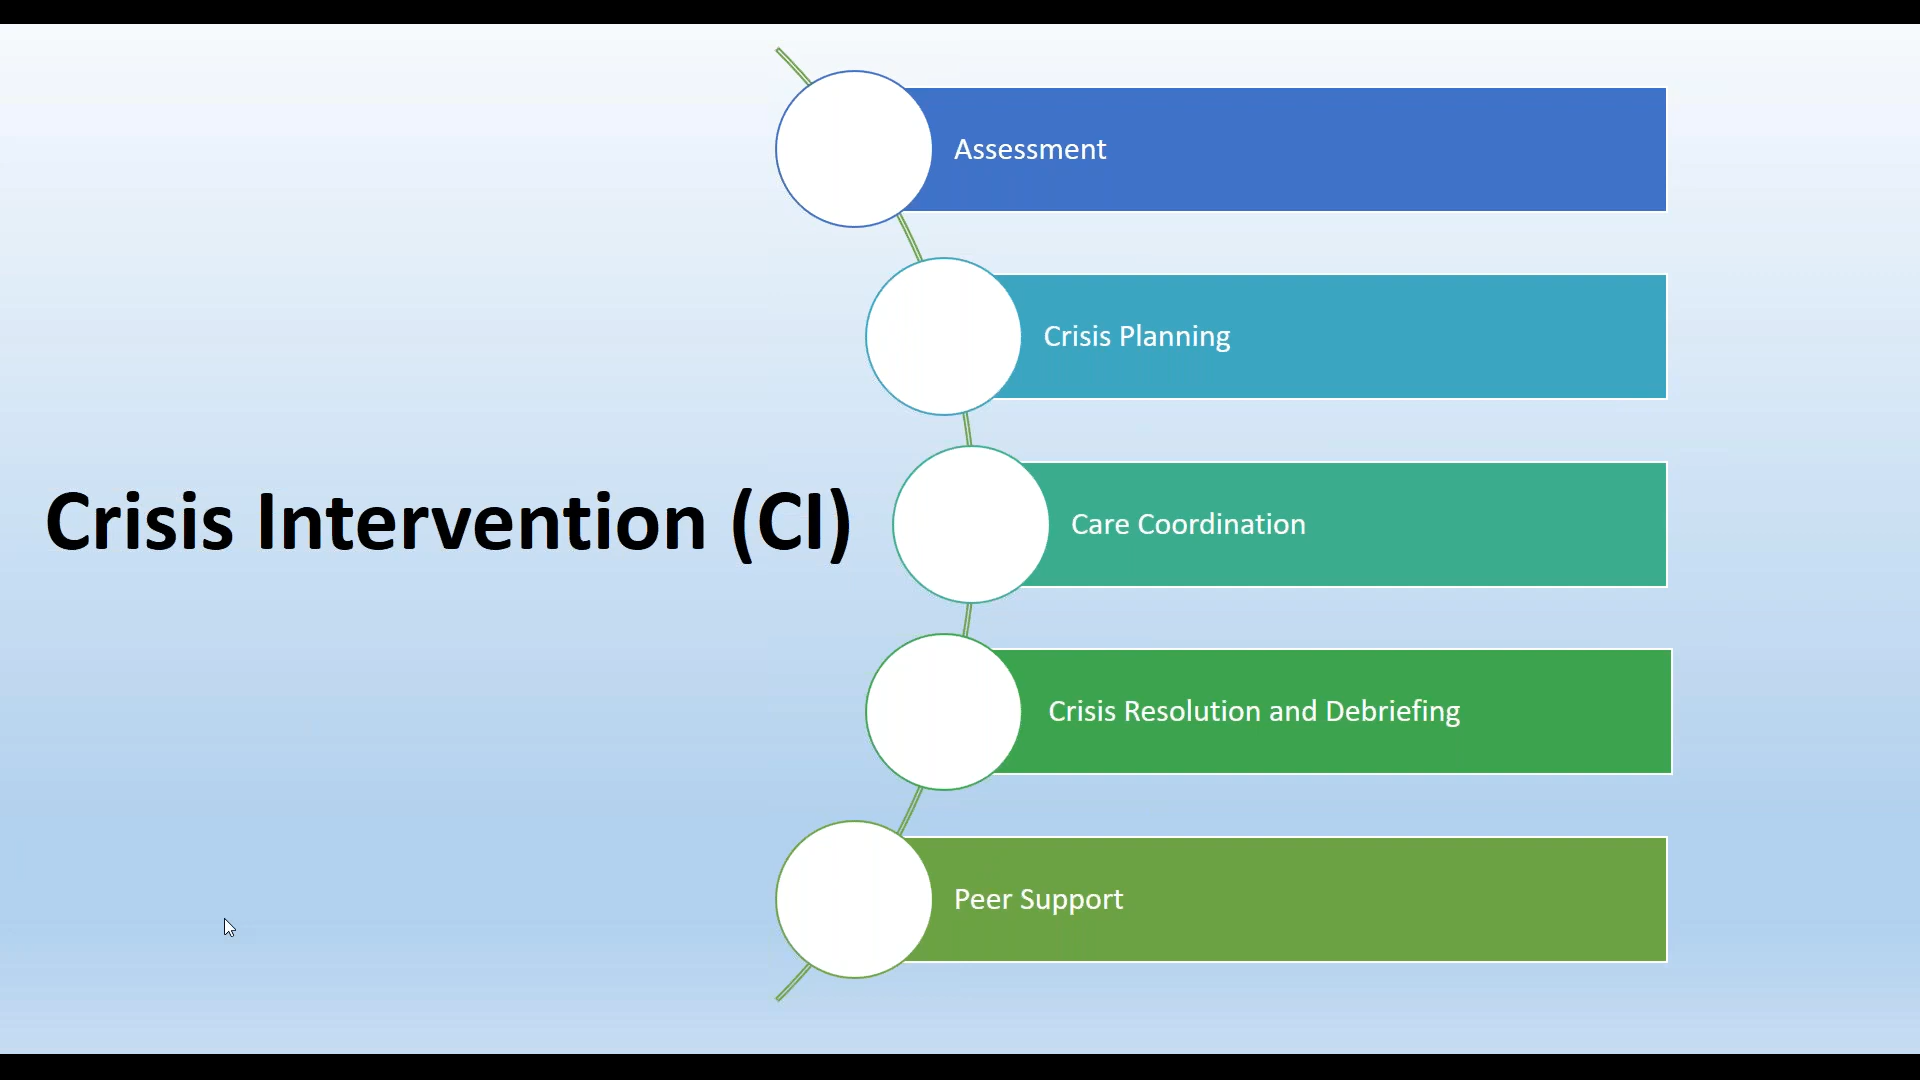 Assessment
Crisis Planning
Crisis Intervention (CI)
Care Coordination
Crisis Resolution and Debriefing
Peer Support